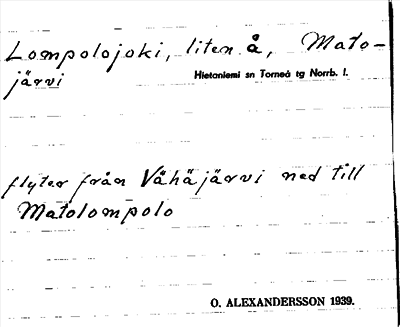 Lompolojoki, liten å, Mato-
järvi
Hietaniemi sn Torneå tg Norrb. l.
flyter från Vähäjärvi ned till
Matolompolo
O. ALEXANDERSSON 1939.